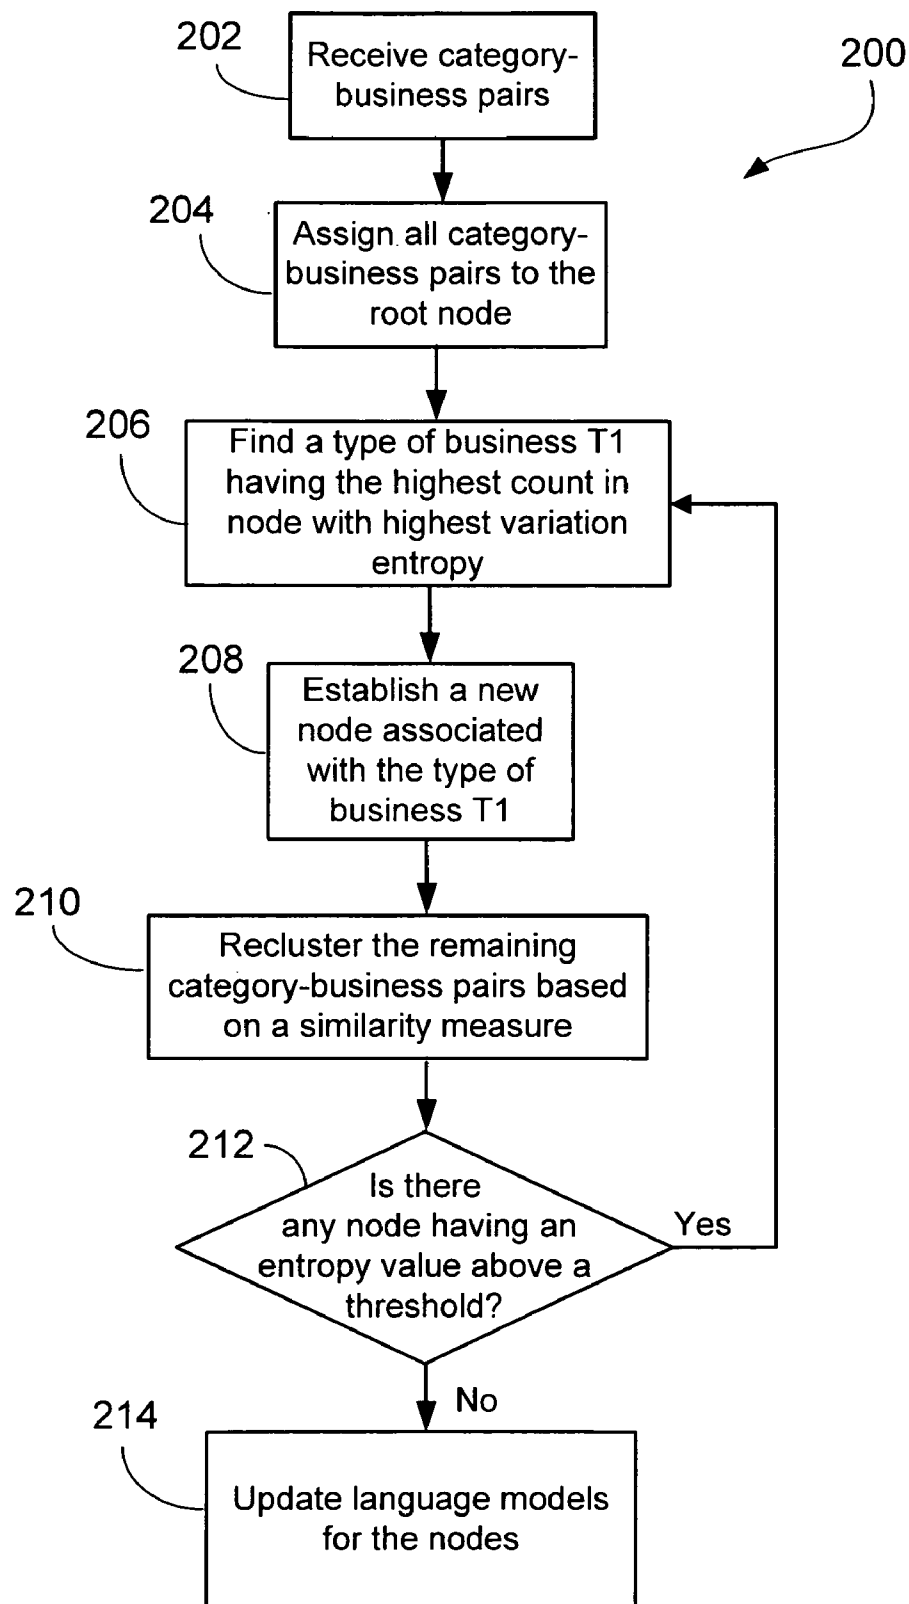 202
Receive category-
business pairs
200
204
Assign all category-
business pairs to the
root node
206
Find a type of business T1
having the highest count in
node with highest variation
entropy
208
Establish a new
node associated
with the type of
business T1
210
Recluster the remaining
category-business pairs based
on a similarity measure
212
Is there
any node having an
entropy value above a
threshold?
Yes
No
214
Update language models
for the nodes